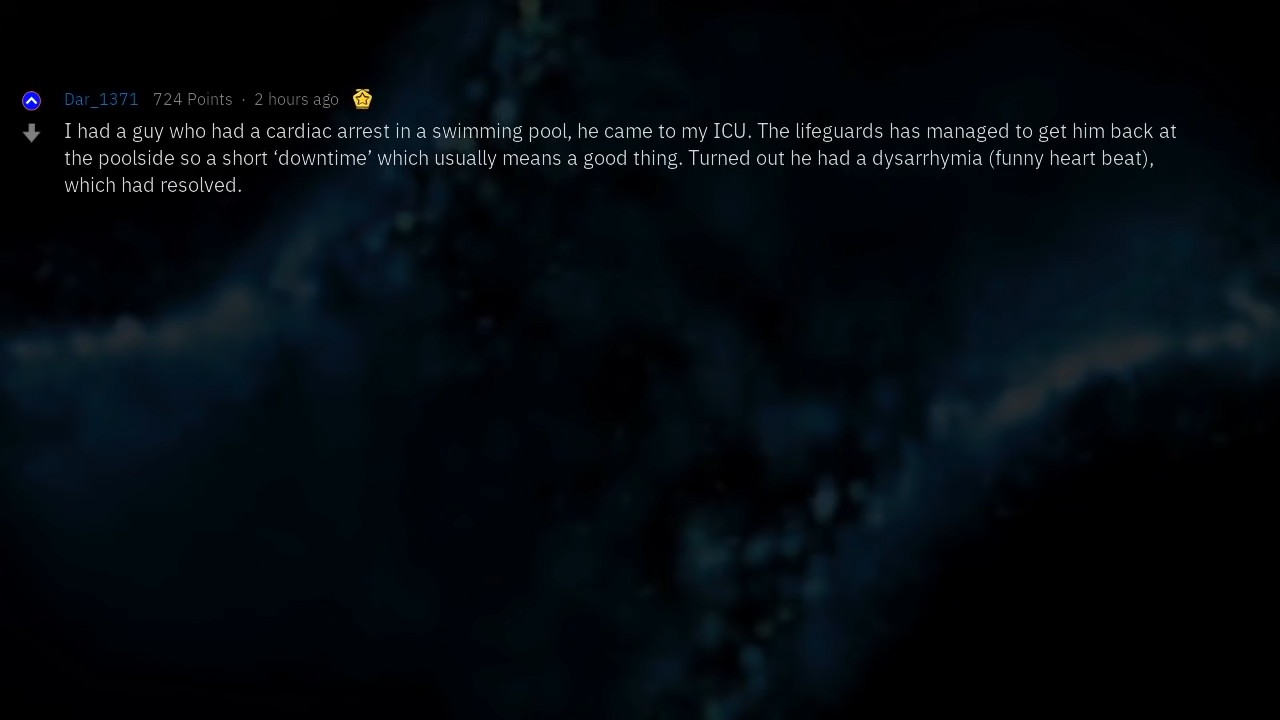 Dar_1371 724 Points · 2 hours ago
I had a guy who had a cardiac arrest in a swimming pool, he came to my ICU. The lifeguards has managed to get him back at
the poolside so a short ‘downtime’ which usually means a good thing. Turned out he had a dysarrhymia (funny heart beat),
which had resolved.